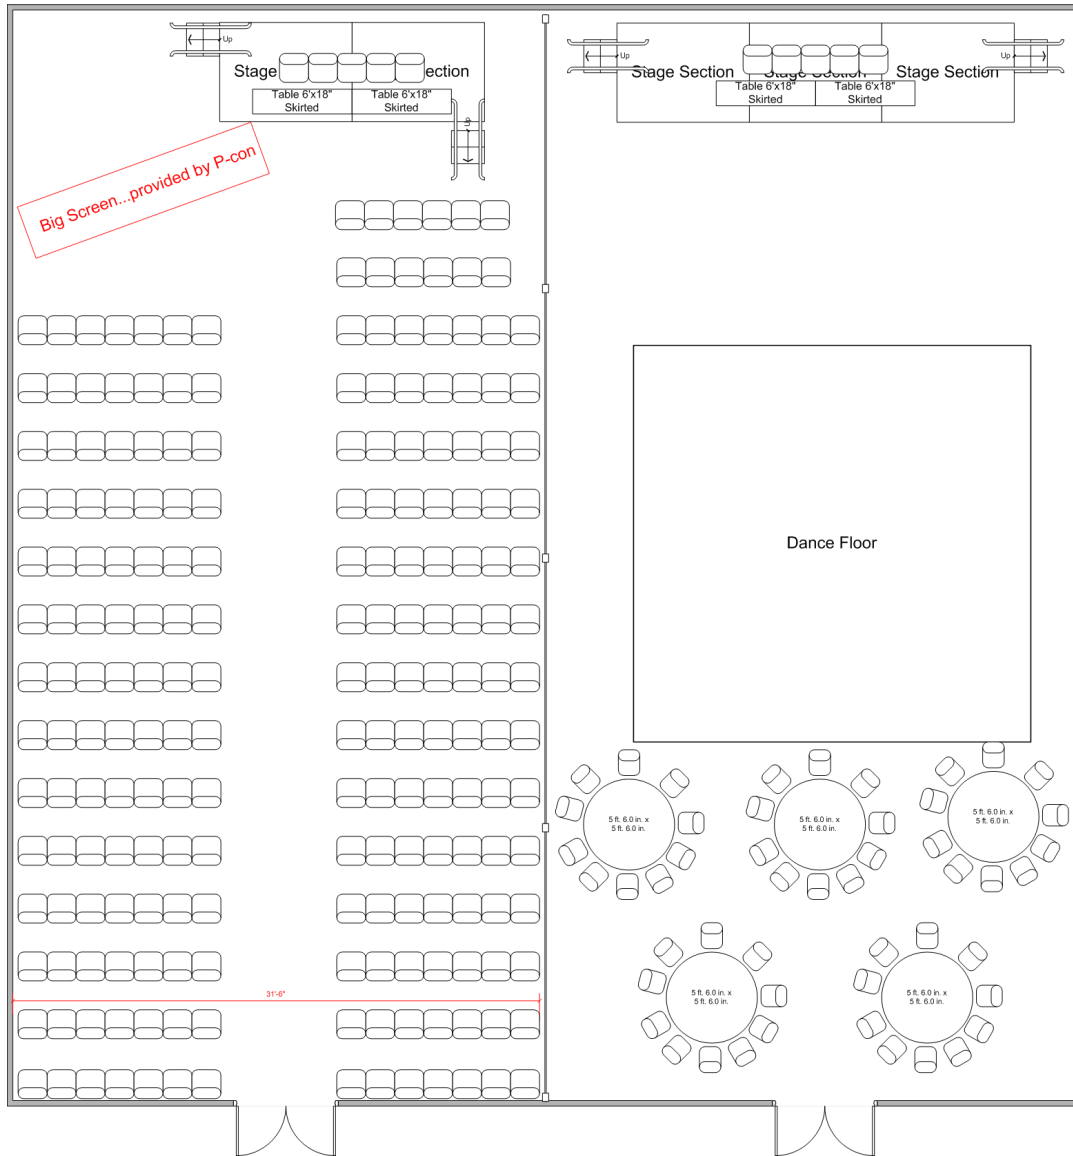 Up
Stage
ection
Table 6'x18"
Skirted
Table 6'x18"
Skirted
Up
Big Screen...provided by P-con
Up
Up
Stage Section
Stage Section
Stage Section
Table 6'x18"
Skirted
Table 6'x18"
Skirted
Dance Floor
5 ft. 6.0 in. x
5 ft. 6.0 in.
5 ft. 6.0 in. x
5 ft. 6.0 in.
5 ft. 6.0 in. x
5 ft. 6.0 in.
5 ft. 6.0 in. x
5 ft. 6.0 in.
5 ft. 6.0 in. x
5 ft. 6.0 in.
31'-6"